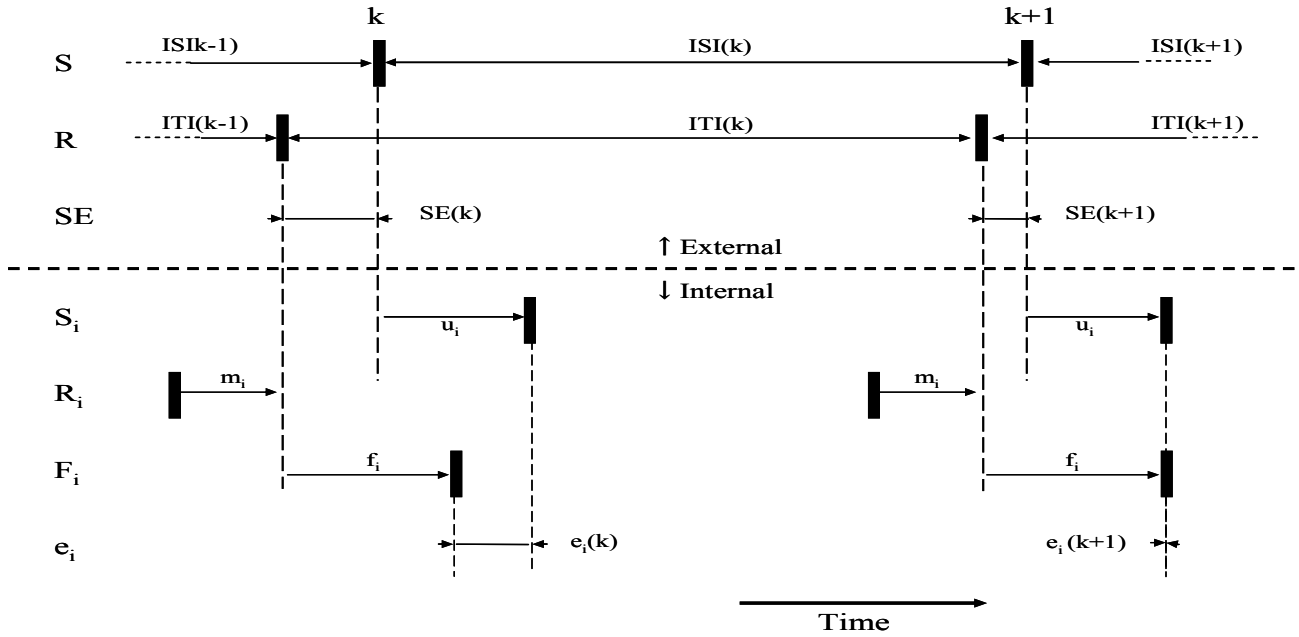 k k+1
S ISIk-1) ISI(k) ISI(k+1)
R ITI(k-1) ITI(k) ITI(k+1)
SE SE(k) SE(k+1)
↑ External
↓ Internal
Si ui ui
Ri mi mi
Fi fi fi
ei ei(k) ei(k+1)
Time